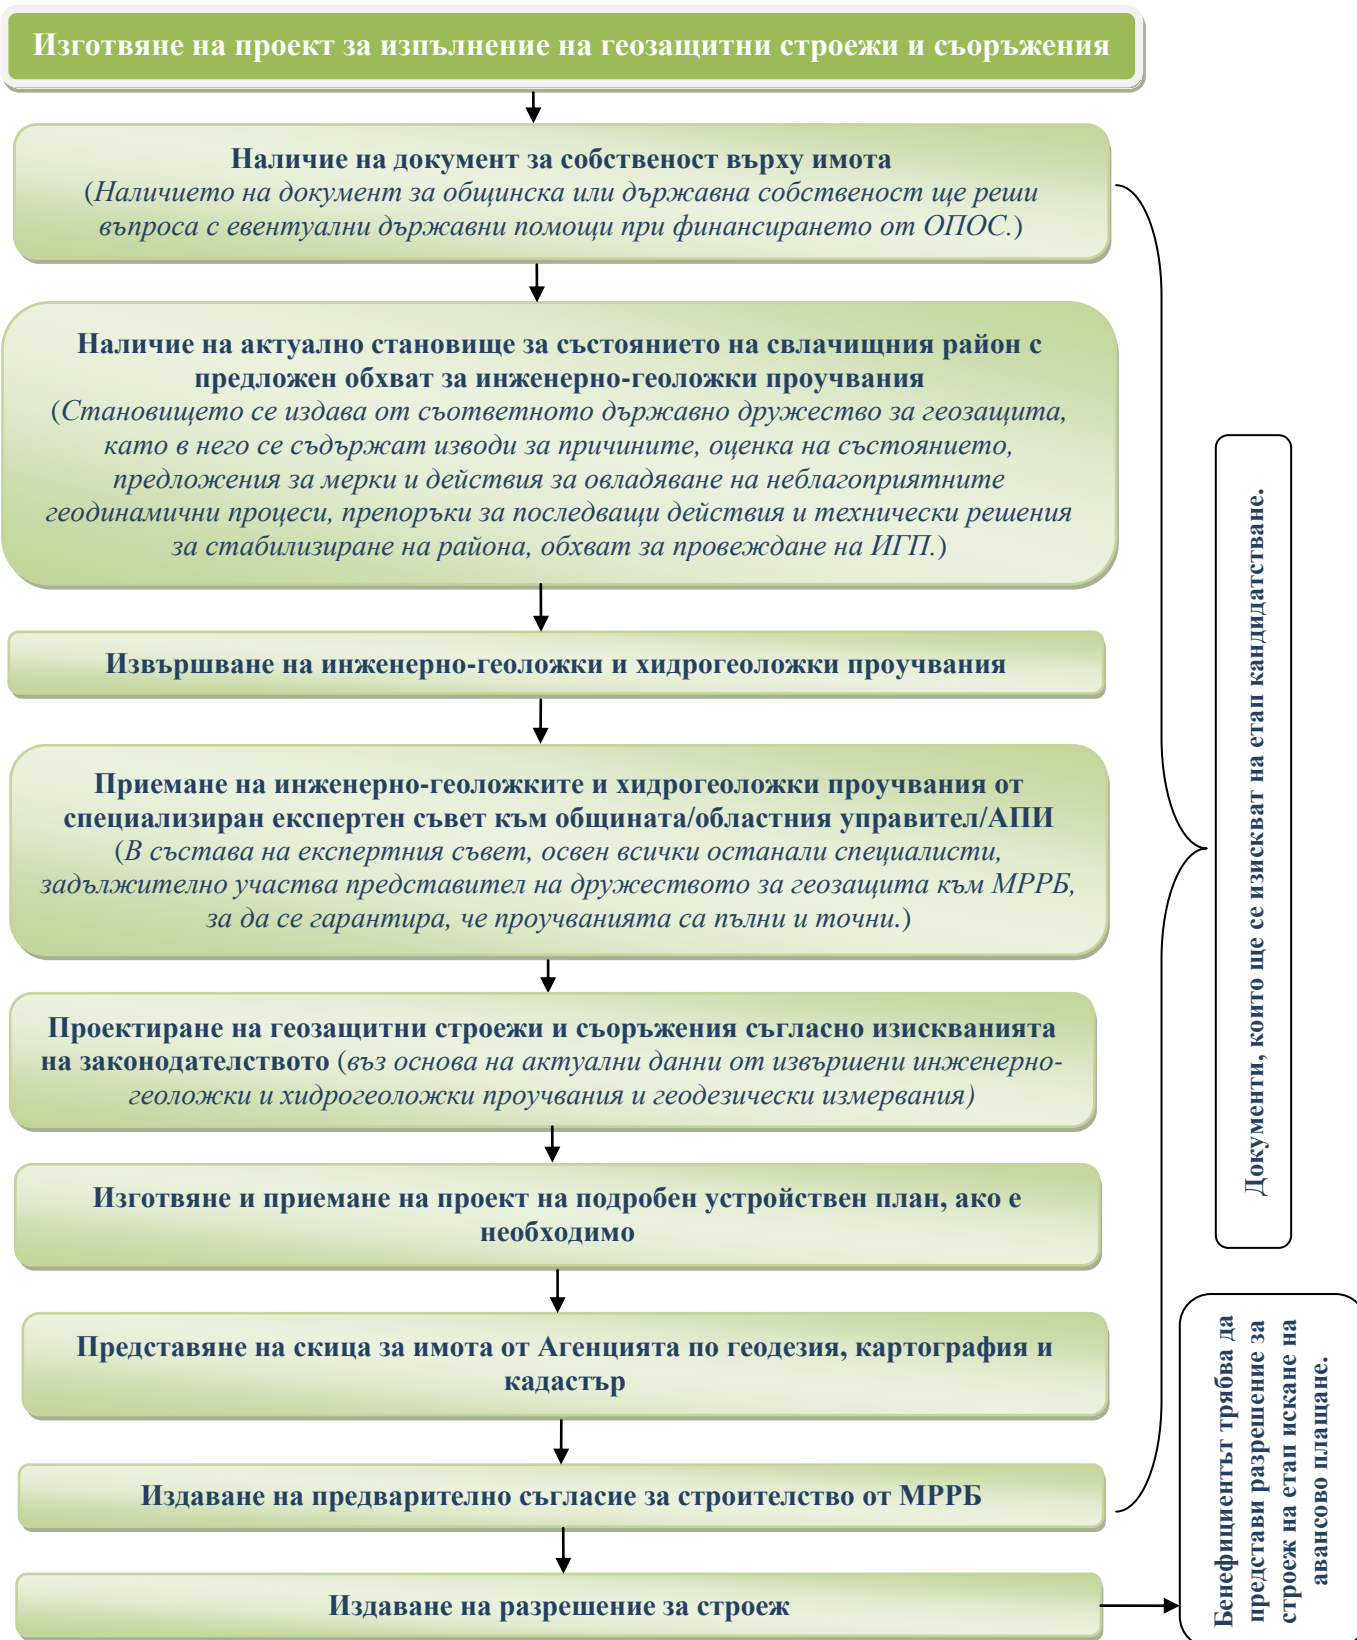 Изготвяне на проект за изпълнение на геозащитни строежи и съоръжения
Наличие на документ за собственост върху имота
(Наличието на документ за общинска или държавна собственост ще реши
въпроса с евентуални държавни помощи при финансирането от ОПОС.)
Наличие на актуално становище за състоянието на свлачищния район с
предложен обхват за инженерно-геоложки проучвания
(Становището се издава от съответното държавно дружество за геозащита,
като в него се съдържат изводи за причините, оценка на състоянието,
предложения за мерки и действия за овладяване на неблагоприятните
геодинамични процеси, препоръки за последващи действия и технически решения
за стабилизиране на района, обхват за провеждане на ИГП.)
Извършване на инженерно-геоложки и хидрогеоложки проучвания
Приемане на инженерно-геоложките и хидрогеоложки проучвания от
специализиран експертен съвет към общината/областния управител/АПИ
(В състава на експертния съвет, освен всички останали специалисти,
задължително участва представител на дружеството за геозащита към МРРБ,
за да се гарантира, че проучванията са пълни и точни.)
Проектиране на геозащитни строежи и съоръжения съгласно изискванията
на законодателството (въз основа на актуални данни от извършени инженерно-
геоложки и хидрогеоложки проучвания и геодезически измервания)
Изготвяне и приемане на проект на подробен устройствен план, ако е
необходимо
Представяне на скица за имота от Агенцията по геодезия, картография и
кадастър
Издаване на предварително съгласие за строителство от МРРБ
Издаване на разрешение за строеж
Документи, които ще се изискват на етап кандидатстване.
Бенефициентът трябва да
представи разрешение за
строеж на етап искане на
авансово плащане.